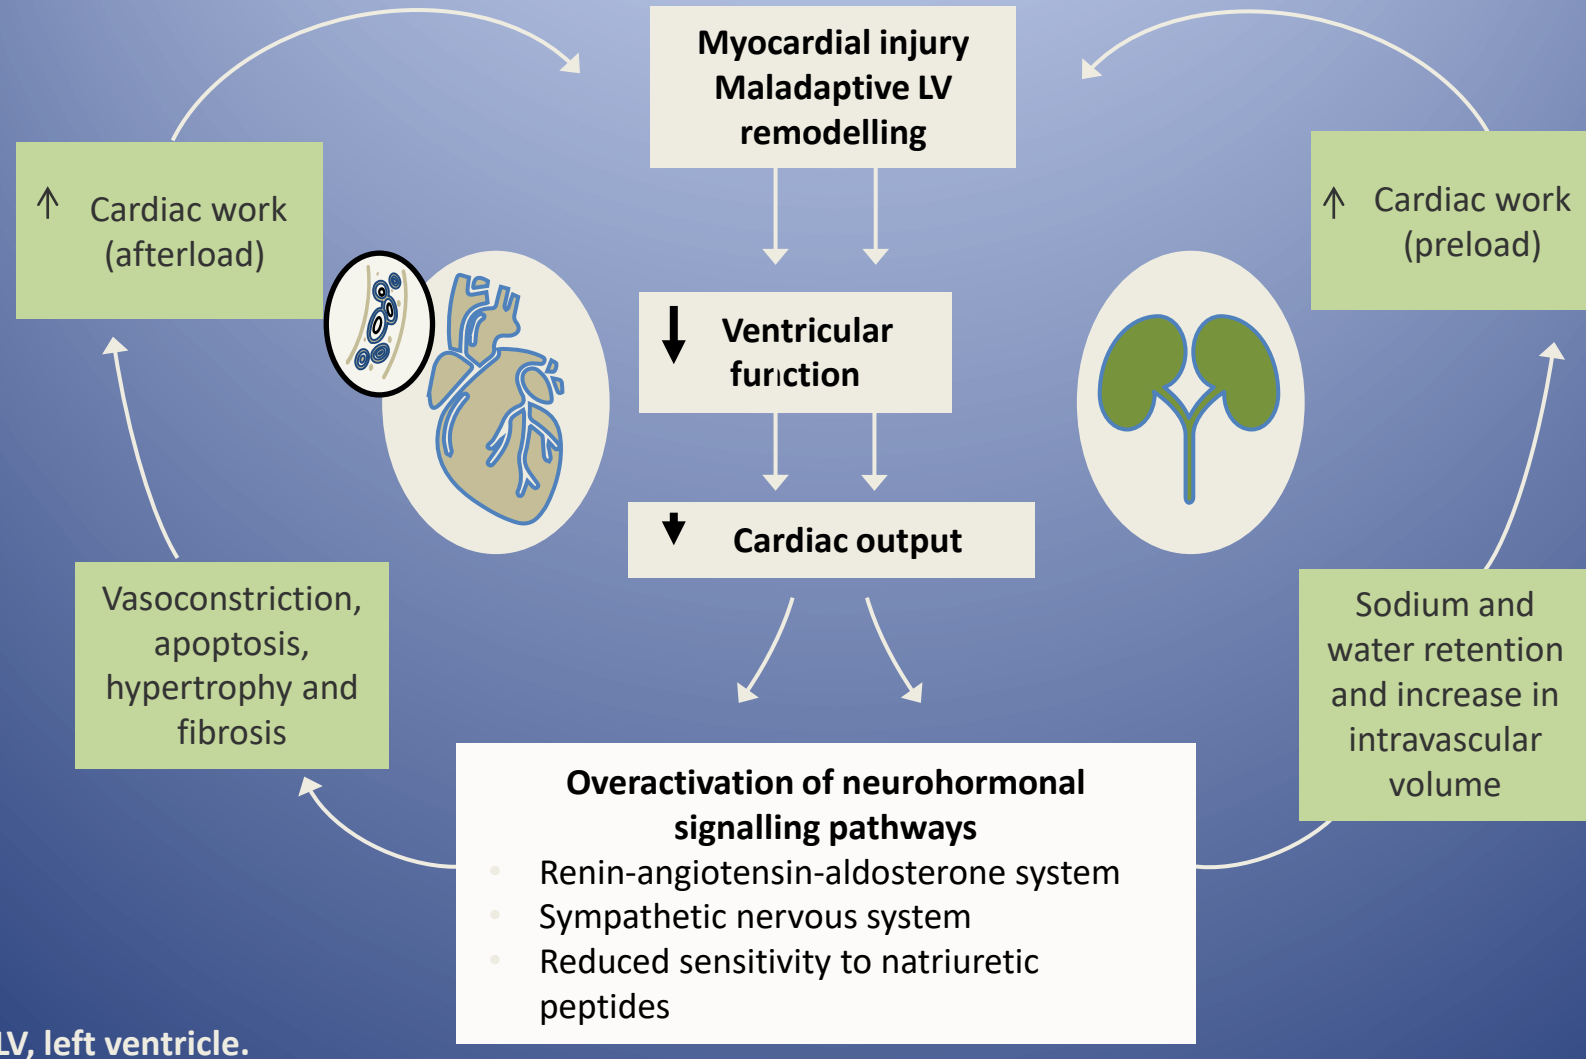 Myocardial injury
Maladaptive LV
remodelling
↑ Cardiac work
(afterload)
↑ Cardiac work
(preload)
Ventricular
function
Cardiac output
Vasoconstriction,
apoptosis,
hypertrophy and
fibrosis
Sodium and
water retention
and increase in
intravascular
volume
Overactivation of neurohormonal
signalling pathways
• Renin-angiotensin-aldosterone system
• Sympathetic nervous system
• Reduced sensitivity to natriuretic
peptides
LV, left ventricle.